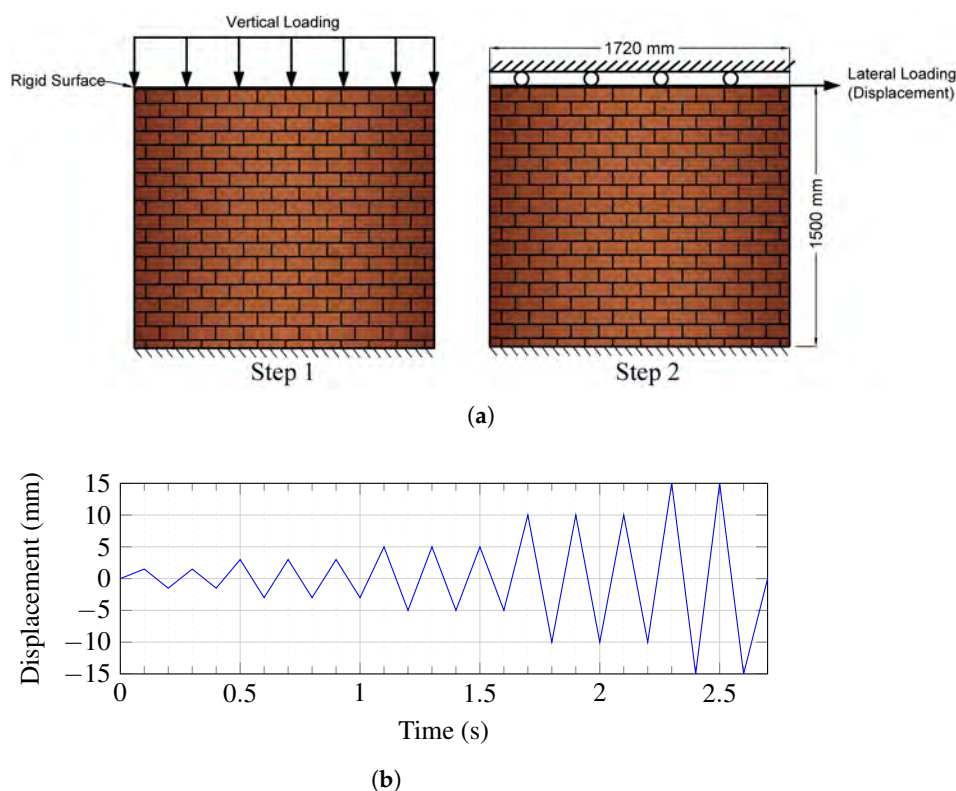 Vertical Loading
Rigid Surface
Step 1
1720 mm
Lateral Loading
(Displacement)
1500 mm
Step 2
(a)
Displacement (mm)
15
10
5
0
−5
−10
−15
0
0.5
1
1.5
2
2.5
Time (s)
(b)